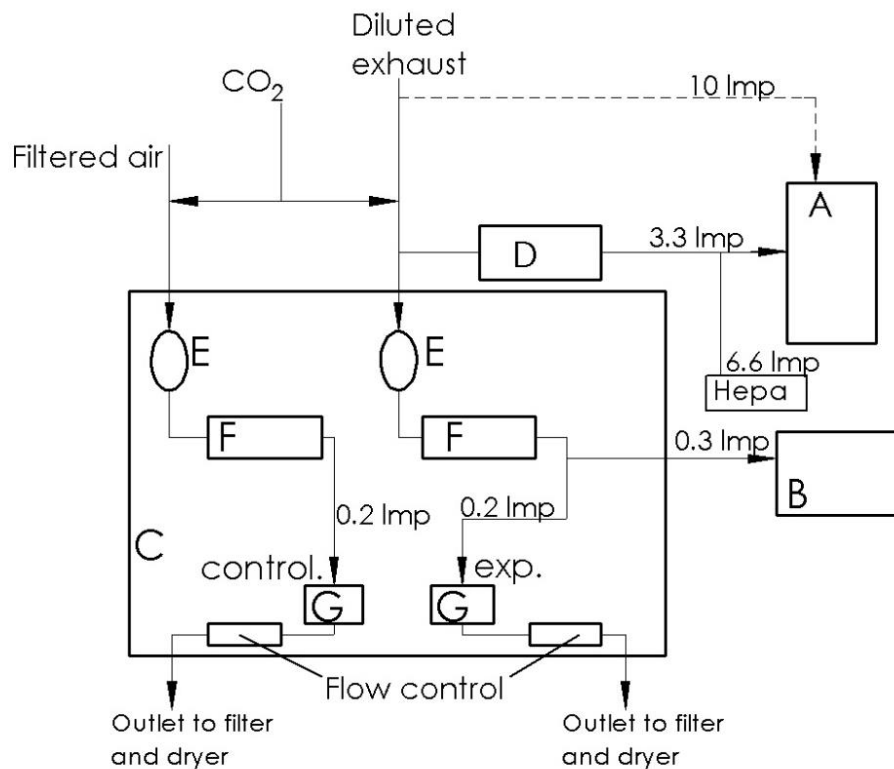 Diluted
exhaust
CO₂
10 lmp
Filtered air
A
D
3.3 lmp
E
E
6.6 lmp
Hepa
F
F
0.3 lmp
B
0.2 lmp
0.2 lmp
C
control.
exp.
G
G
Flow control
Outlet to filter
and dryer
Outlet to filter
and dryer